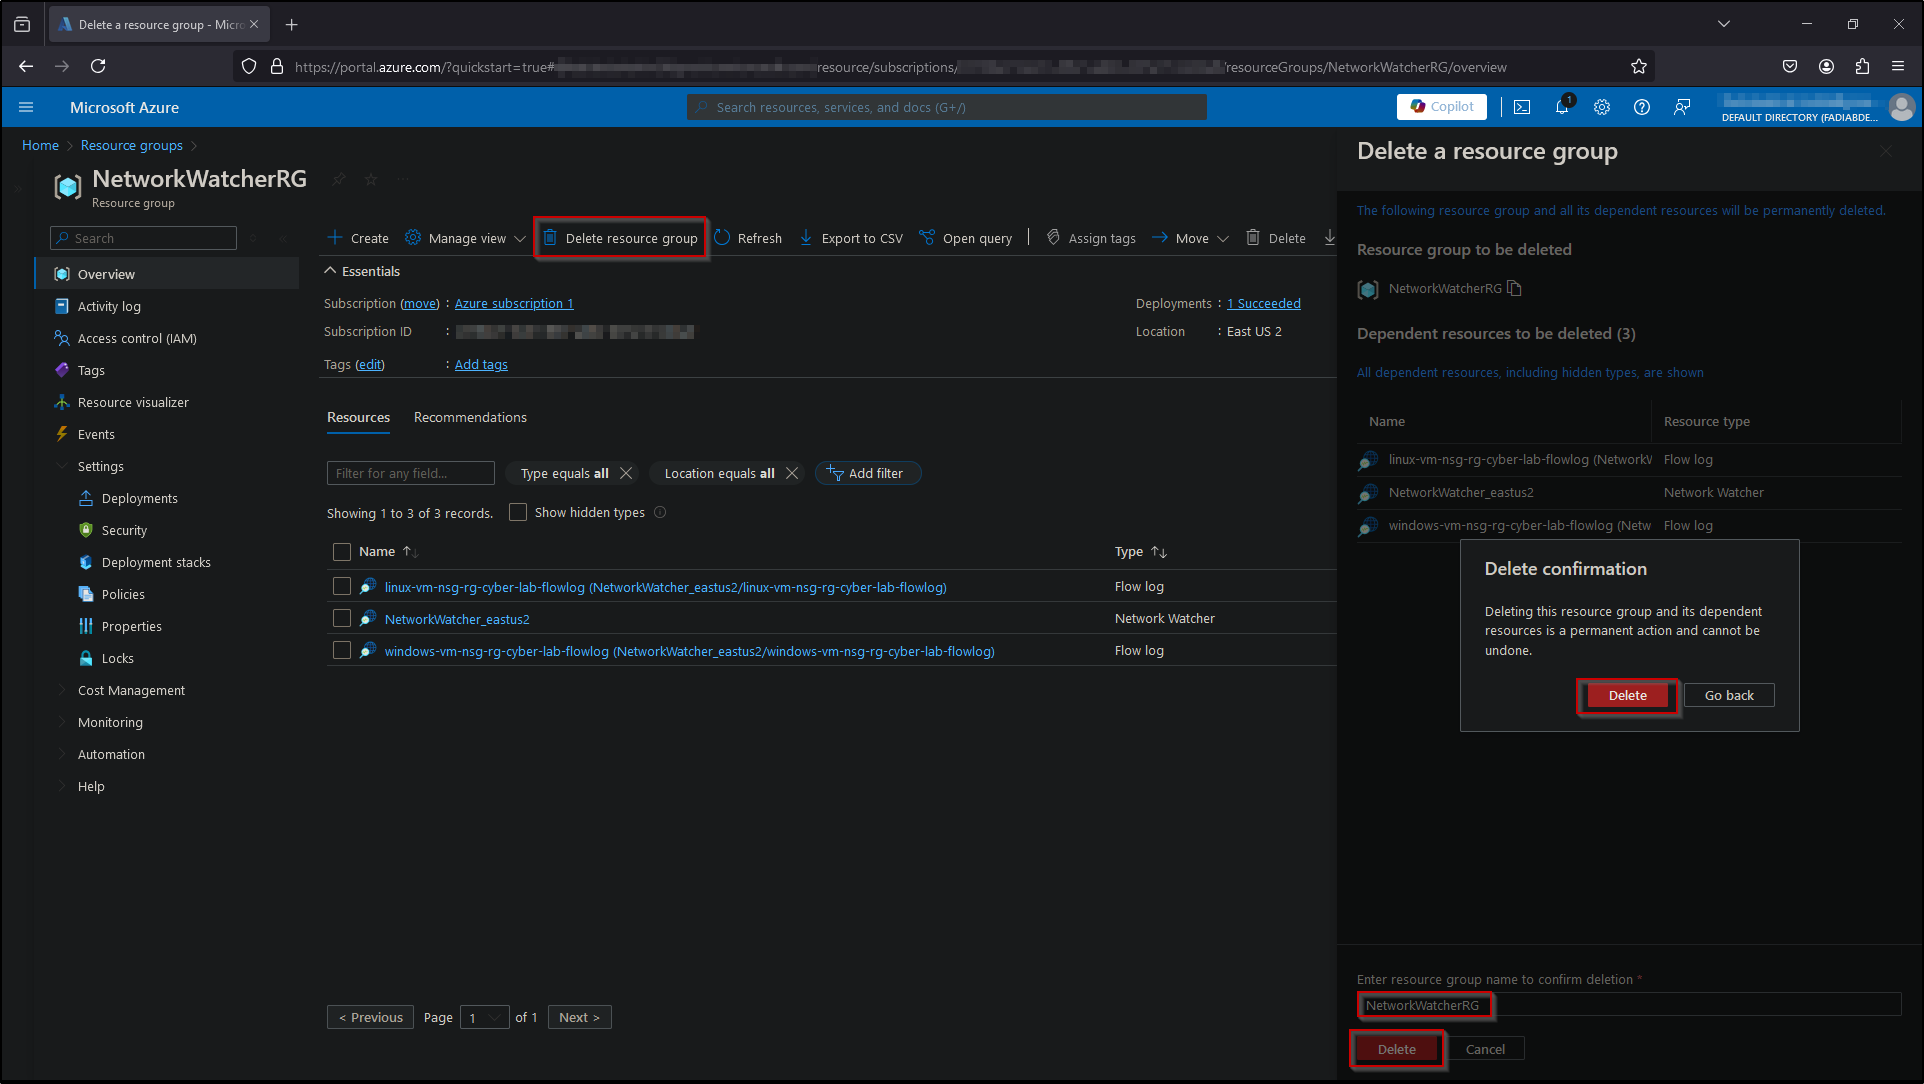 Delete a resource group - Micro
https://portal.azure.com/?quickstart=true#
resource/subscriptions/
/resourceGroups/NetworkWatcherRG/overview
Microsoft Azure
Search resources, services, and docs (G+/)
Copilot
1
DEFAULT DIRECTORY (FADIABDE...
Home
Resource groups
NetworkWatcherRG
Resource group
Search
Overview
Activity log
Access control (IAM)
Tags
Resource visualizer
Events
Settings
Deployments
Security
Deployment stacks
Policies
Properties
Locks
Cost Management
Monitoring
Automation
Help
Create
Manage view
Delete resource group
Refresh
Export to CSV
Open query
Assign tags
Move
Delete
Essentials
Subscription (move) : Azure subscription 1
Subscription ID :
Tags (edit) : Add tags
Deployments : 1 Succeeded
Location : East US 2
Resources
Recommendations
Filter for any field...
Type equals all
Location equals all
Add filter
Showing 1 to 3 of 3 records.
Show hidden types
Name
Type
linux-vm-nsg-rg-cyber-lab-flowlog (NetworkWatcher_eastus2/linux-vm-nsg-rg-cyber-lab-flowlog)
Flow log
NetworkWatcher_eastus2
Network Watcher
windows-vm-nsg-rg-cyber-lab-flowlog (NetworkWatcher_eastus2/windows-vm-nsg-rg-cyber-lab-flowlog)
Flow log
< Previous
Page
1
of 1
Next >
Delete a resource group
The following resource group and all its dependent resources will be permanently deleted.
Resource group to be deleted
NetworkWatcherRG
Dependent resources to be deleted (3)
All dependent resources, including hidden types, are shown
Name
Resource type
linux-vm-nsg-rg-cyber-lab-flowlog (NetworkW
Flow log
NetworkWatcher_eastus2
Network Watcher
windows-vm-nsg-rg-cyber-lab-flowlog (Netw
Flow log
Delete confirmation
Deleting this resource group and its dependent
resources is a permanent action and cannot be
undone.
Delete
Go back
Enter resource group name to confirm deletion *
NetworkWatcherRG
Delete
Cancel